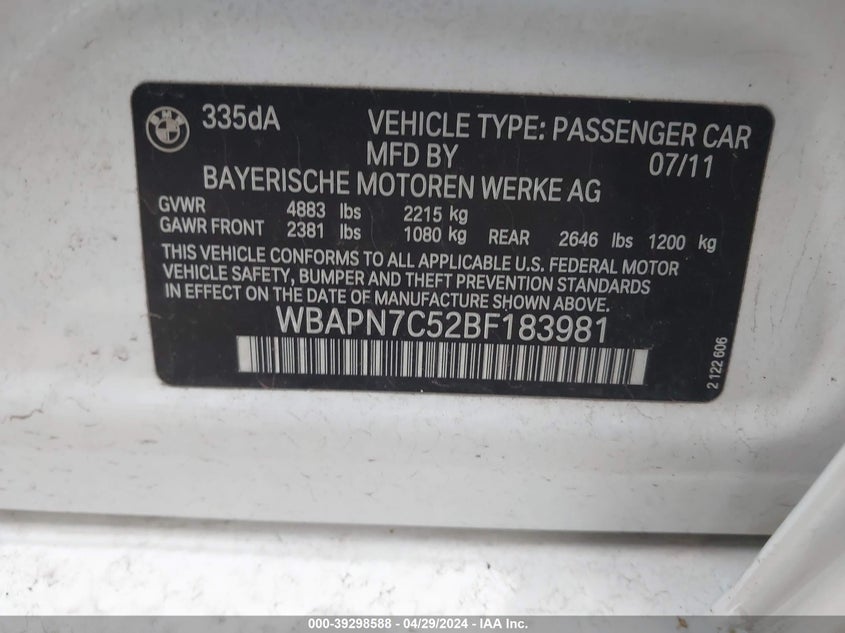 BMW
335dA VEHICLE TYPE: PASSENGER CAR
MFD BY 07/11
BAYERISCHE MOTOREN WERKE AG
GVWR 4883 lbs 2215 kg
GAWR FRONT 2381 lbs 1080 kg REAR 2646 lbs 1200 kg
THIS VEHICLE CONFORMS TO ALL APPLICABLE U.S. FEDERAL MOTOR
VEHICLE SAFETY, BUMPER AND THEFT PREVENTION STANDARDS
IN EFFECT ON THE DATE OF MANUFACTURE SHOWN ABOVE.
WBAPN7C52BF183981
2 122 606
000-39298588 - 04/29/2024 - IAA Inc.